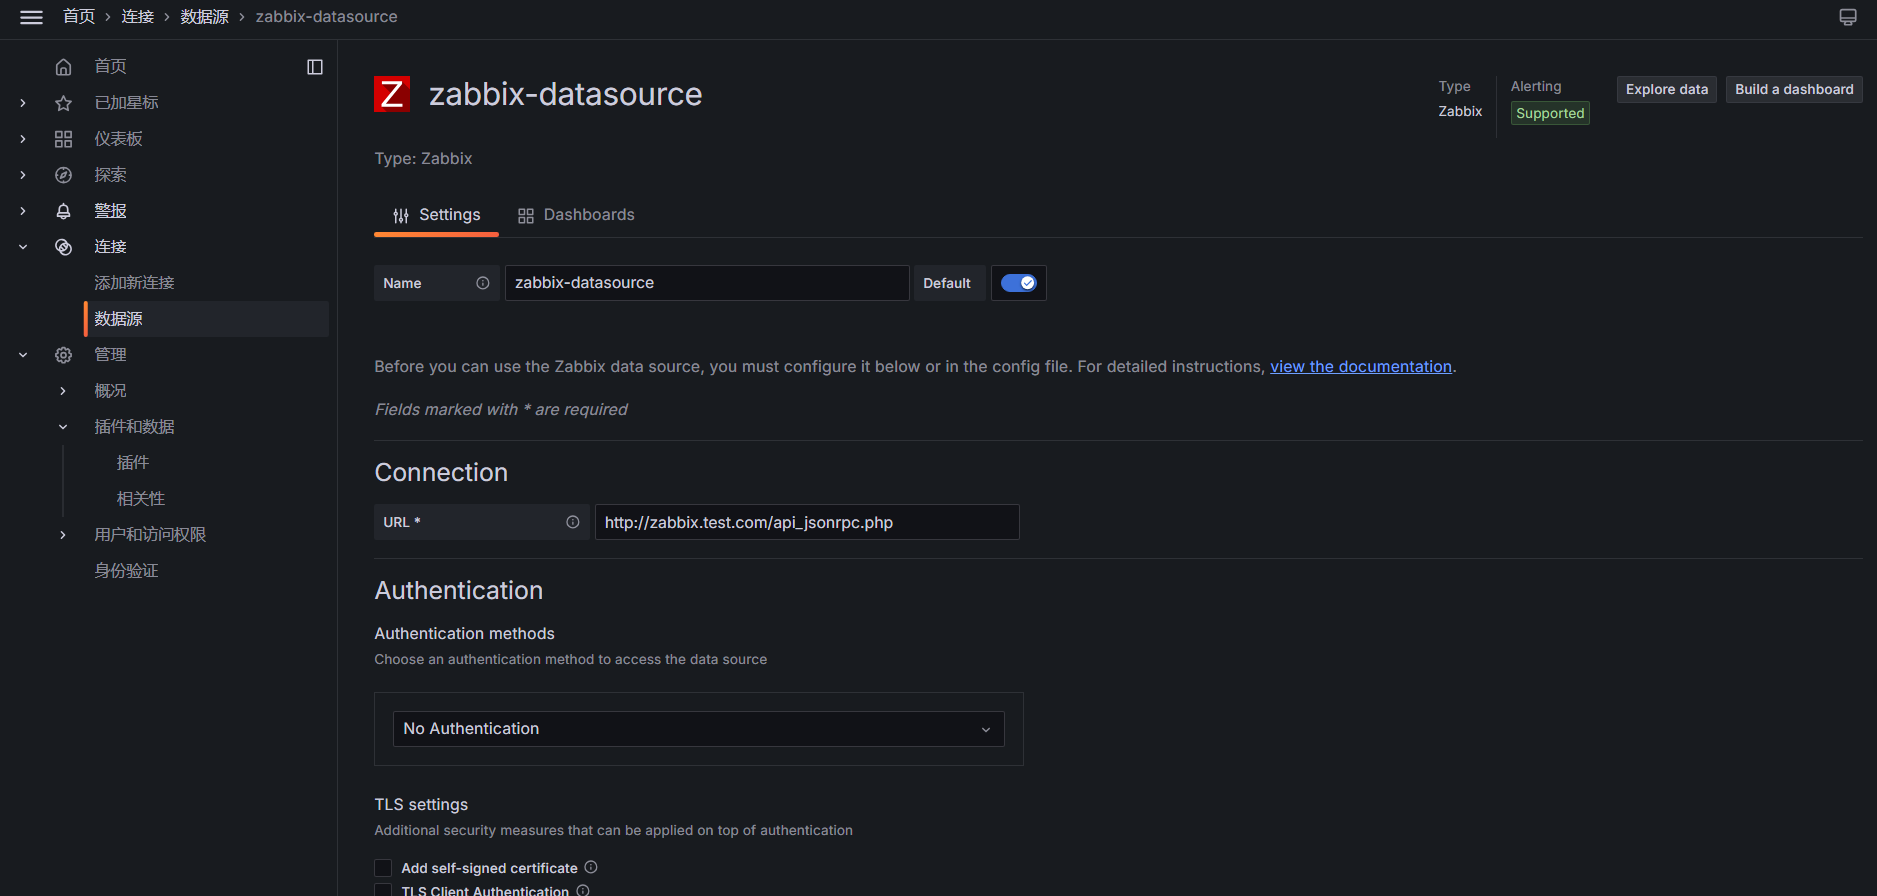 首页 › 连接 › 数据源 › zabbix-datasource
首页
已加星标
仪表板
探索
警报
连接
添加新连接
数据源
管理
概况
插件和数据
插件
相关性
用户和访问权限
身份验证
Z
zabbix-datasource
Type
Zabbix
Alerting
Supported
Explore data
Build a dashboard
Type: Zabbix
Settings
Dashboards
Name
zabbix-datasource
Default
Before you can use the Zabbix data source, you must configure it below or in the config file. For detailed instructions, view the documentation.
Fields marked with * are required
Connection
URL *
http://zabbix.test.com/api_jsonrpc.php
Authentication
Authentication methods
Choose an authentication method to access the data source
No Authentication
TLS settings
Additional security measures that can be applied on top of authentication
Add self-signed certificate
TLS Client Authentication